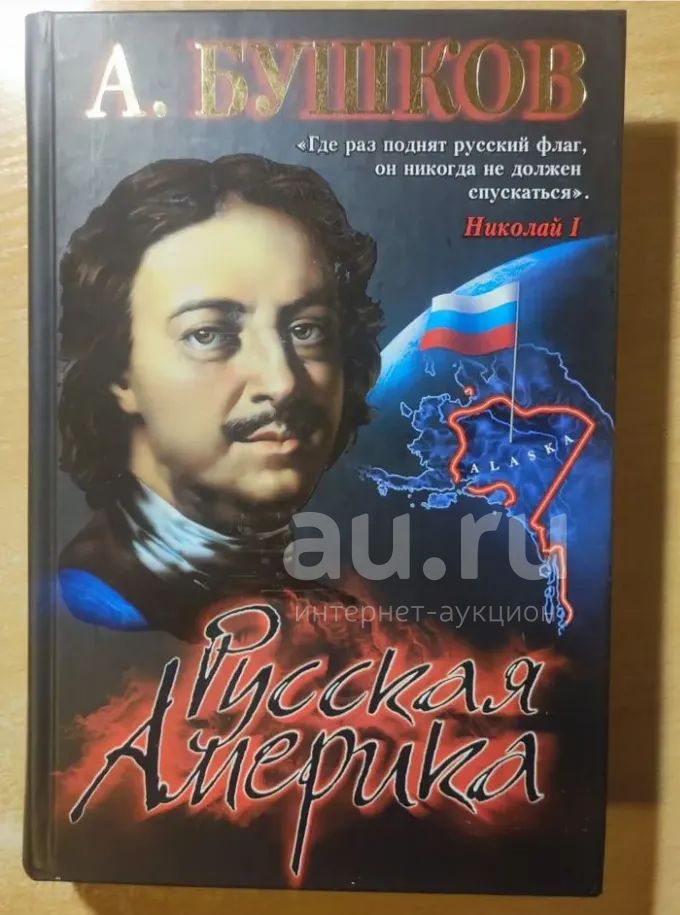 А. БУШКОВ
«Где раз поднят русский флаг,
он никогда не должен
спускаться».
Николай I
ALASKA
au.ru
интернет-аукцион
Русская
Америка